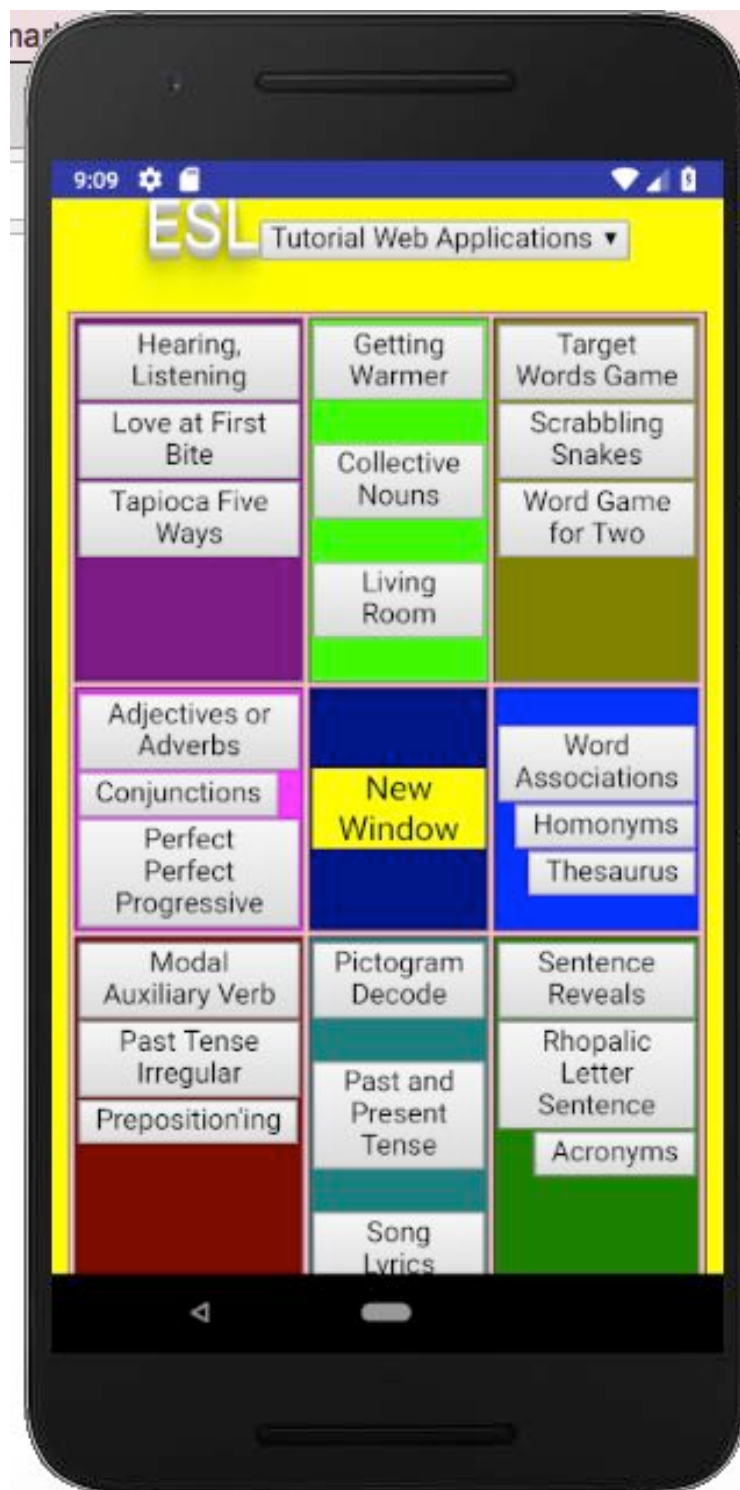 9:09
ESL Tutorial Web Applications ▾
Hearing,
Listening
Love at First
Bite
Tapioca Five
Ways
Getting
Warmer
Collective
Nouns
Living
Room
Target
Words Game
Scrabbling
Snakes
Word Game
for Two
Adjectives or
Adverbs
Conjunctions
Perfect
Perfect
Progressive
New
Window
Word
Associations
Homonyms
Thesaurus
Modal
Auxiliary Verb
Past Tense
Irregular
Preposition'ing
Pictogram
Decode
Past and
Present
Tense
Song
Lyrics
Sentence
Reveals
Rhopalic
Letter
Sentence
Acronyms